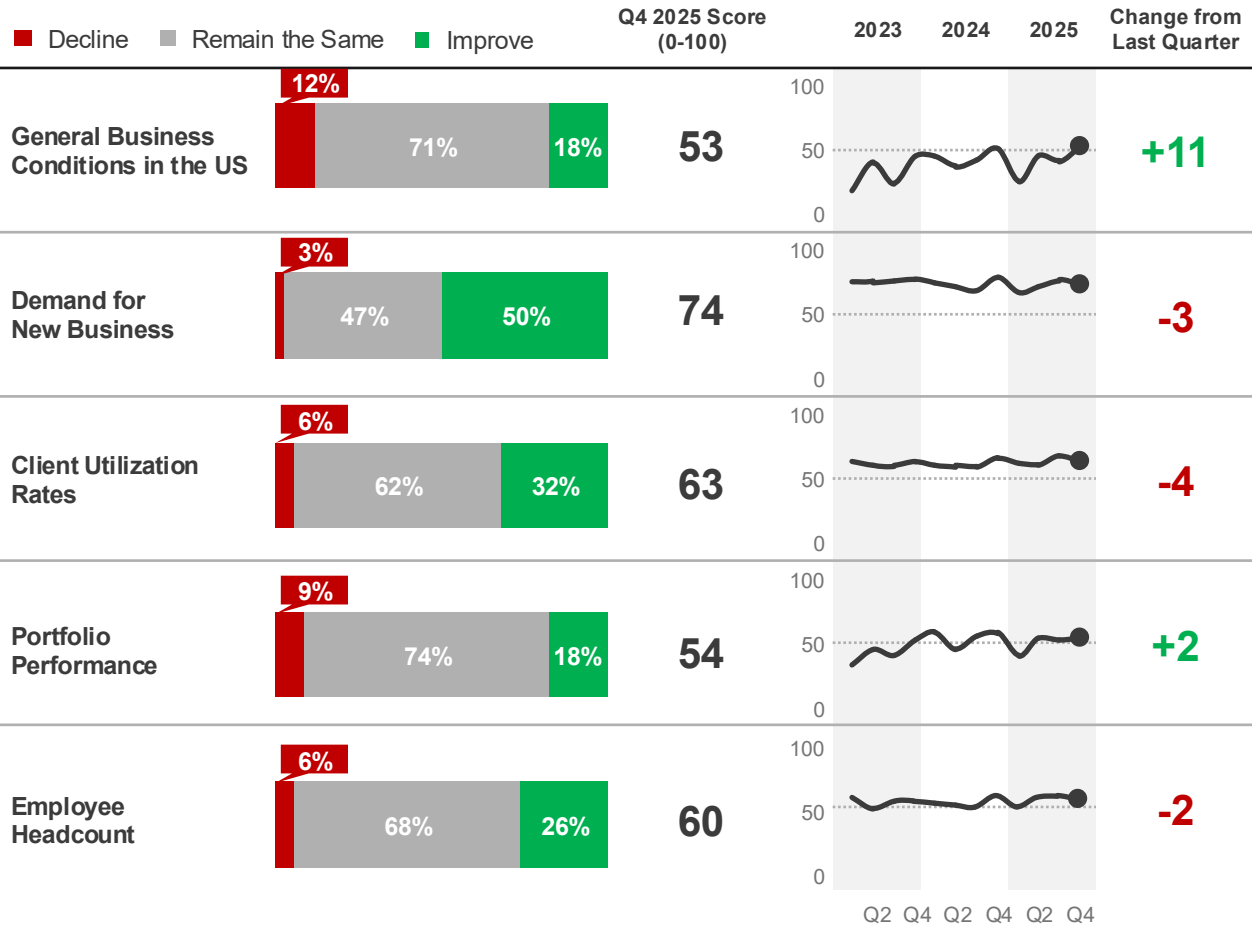 Decline Remain the Same Improve
Q4 2025 Score
(0-100)
2023 2024 2025
Change from
Last Quarter
General Business
Conditions in the US
12%
71% 18%
53
100
50
0
+11
Demand for
New Business
3%
47% 50%
74
100
50
0
-3
Client Utilization
Rates
6%
62% 32%
63
100
50
0
-4
Portfolio
Performance
9%
74% 18%
54
100
50
0
+2
Employee
Headcount
6%
68% 26%
60
100
50
0
-2
Q2 Q4 Q2 Q4 Q2 Q4